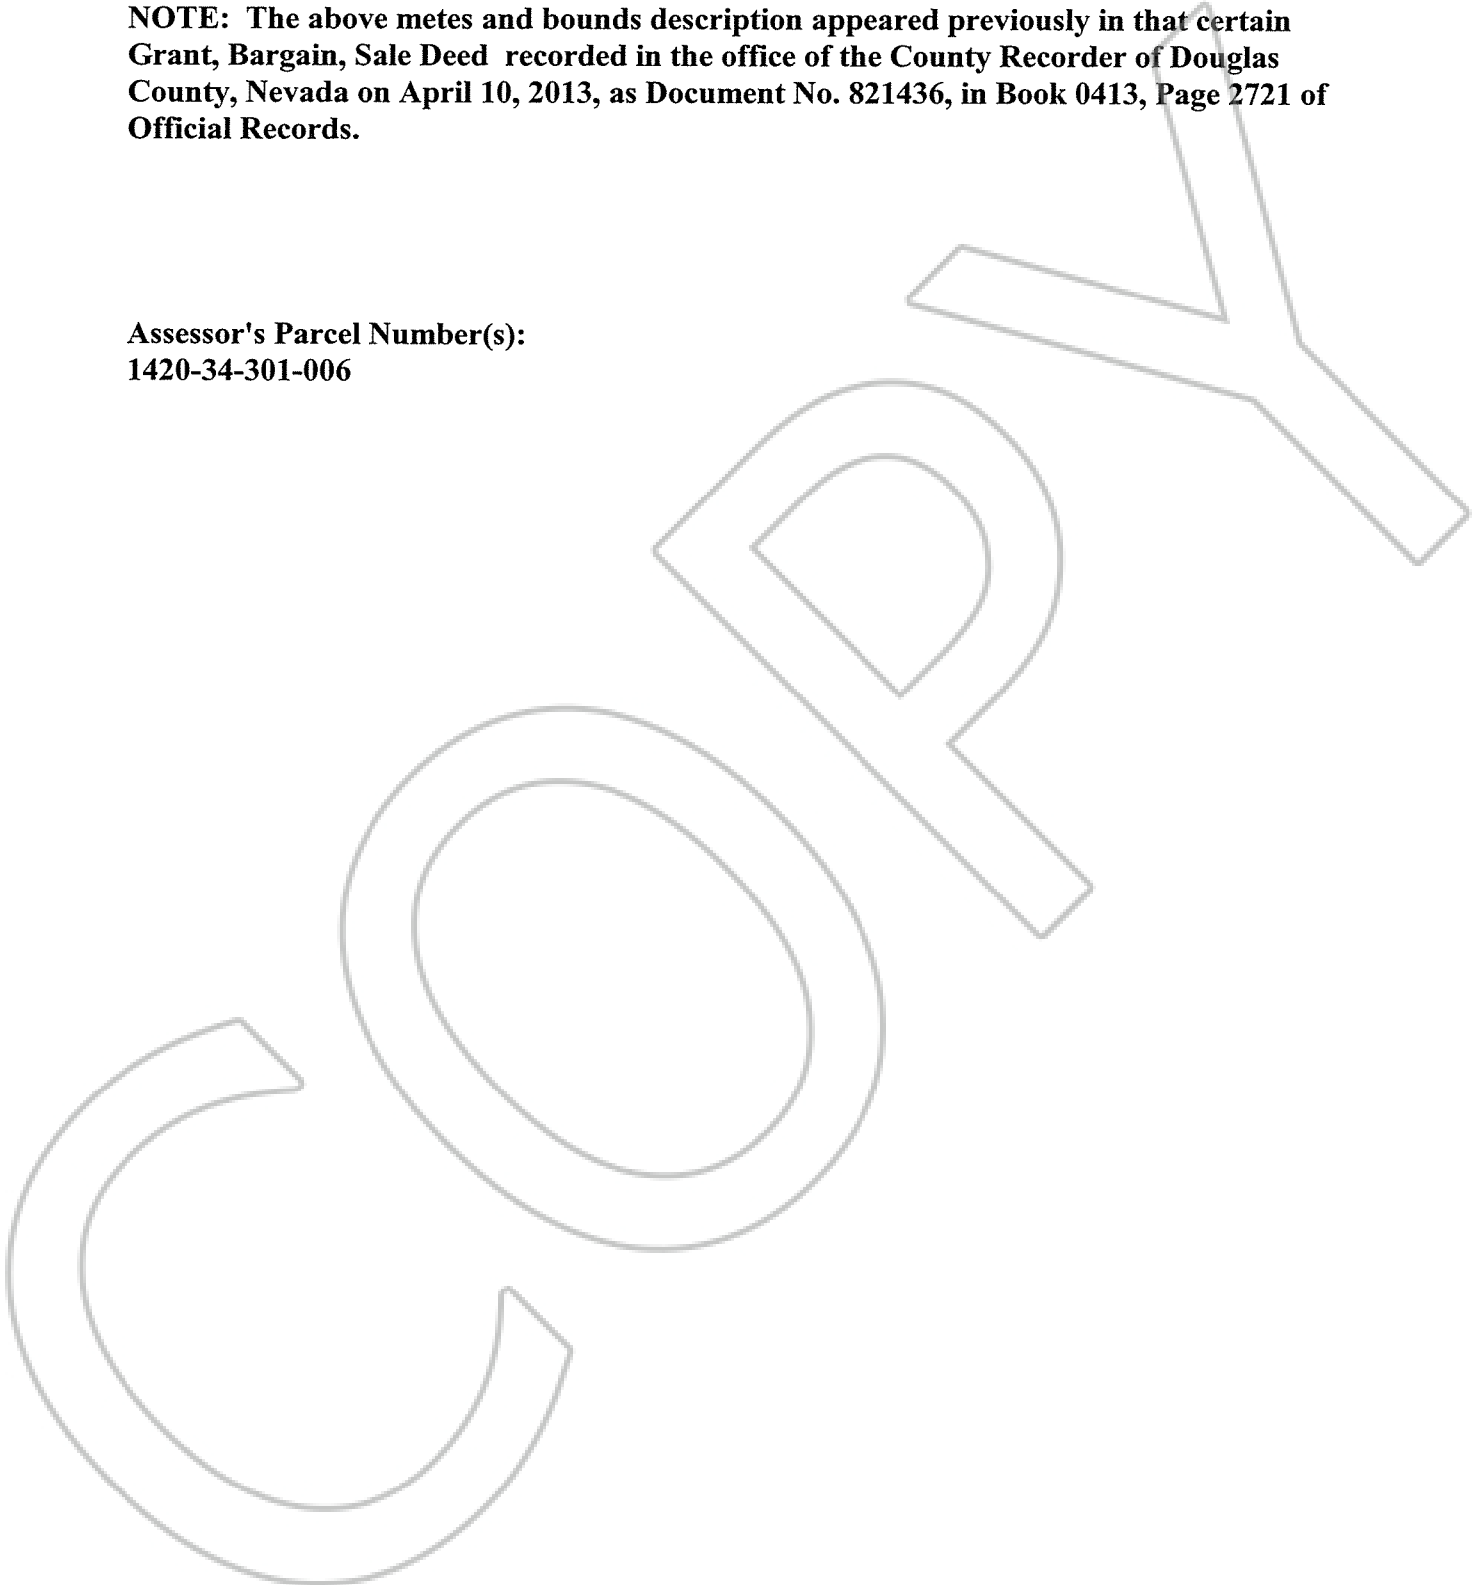 NOTE:  The above metes and bounds description appeared previously in that certain
Grant, Bargain, Sale Deed  recorded in the office of the County Recorder of Douglas
County, Nevada on April 10, 2013, as Document No. 821436, in Book 0413, Page 2721 of
Official Records.
Assessor's Parcel Number(s):
1420-34-301-006
COPY